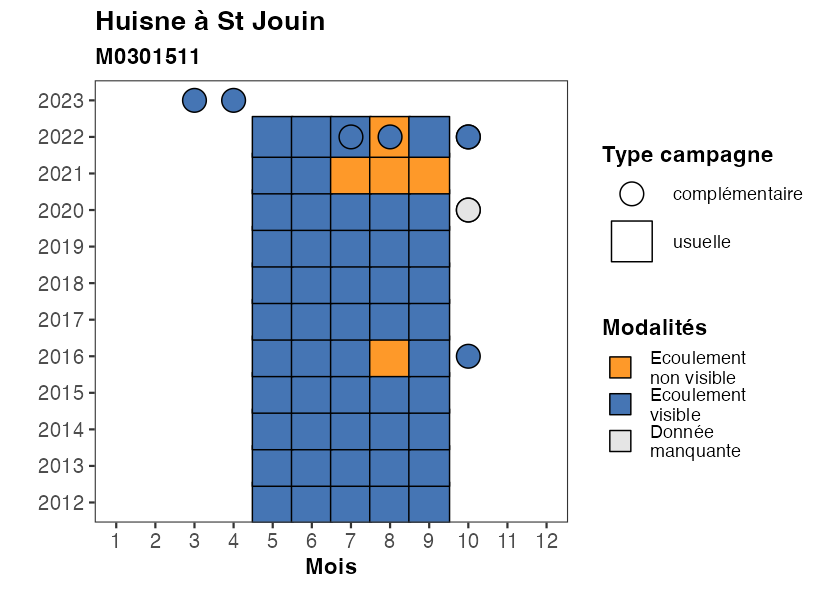 Huisne à St Jouin
M0301511
2023
2022
2021
2020
2019
2018
2017
2016
2015
2014
2013
2012
1 2 3 4 5 6 7 8 9 10 11 12
Mois
Type campagne
complémentaire
usuelle
Modalités
Ecoulement
non visible
Ecoulement
visible
Donnée
manquante